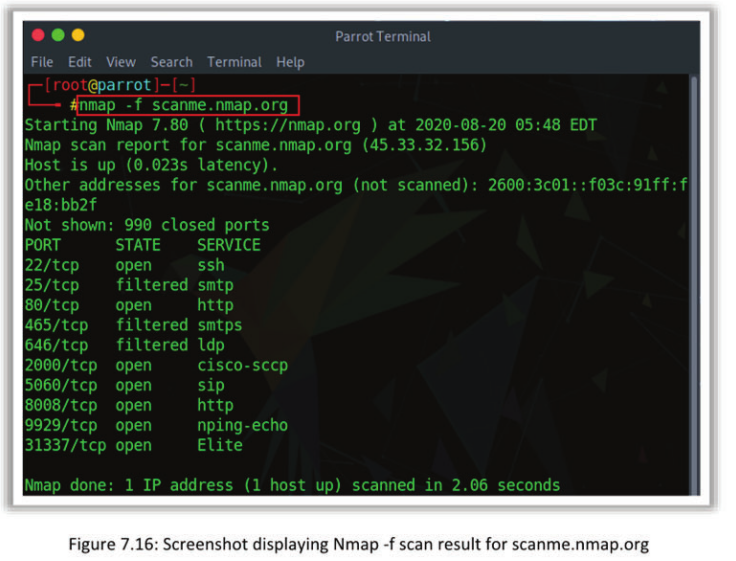 Parrot Terminal
File Edit View Search Terminal Help
[root@parrot]-[~]
#nmap -f scanme.nmap.org
Starting Nmap 7.80 ( https://nmap.org ) at 2020-08-20 05:48 EDT
Nmap scan report for scanme.nmap.org (45.33.32.156)
Host is up (0.023s latency).
Other addresses for scanme.nmap.org (not scanned): 2600:3c01::f03c:91ff:f
e18:bb2f
Not shown: 990 closed ports
PORT STATE SERVICE
22/tcp open ssh
25/tcp filtered smtp
80/tcp open http
465/tcp filtered smtps
646/tcp filtered ldp
2000/tcp open cisco-sccp
5060/tcp open sip
8008/tcp open http
9929/tcp open nping-echo
31337/tcp open Elite
Nmap done: 1 IP address (1 host up) scanned in 2.06 seconds
Figure 7.16: Screenshot displaying Nmap -f scan result for scanme.nmap.org